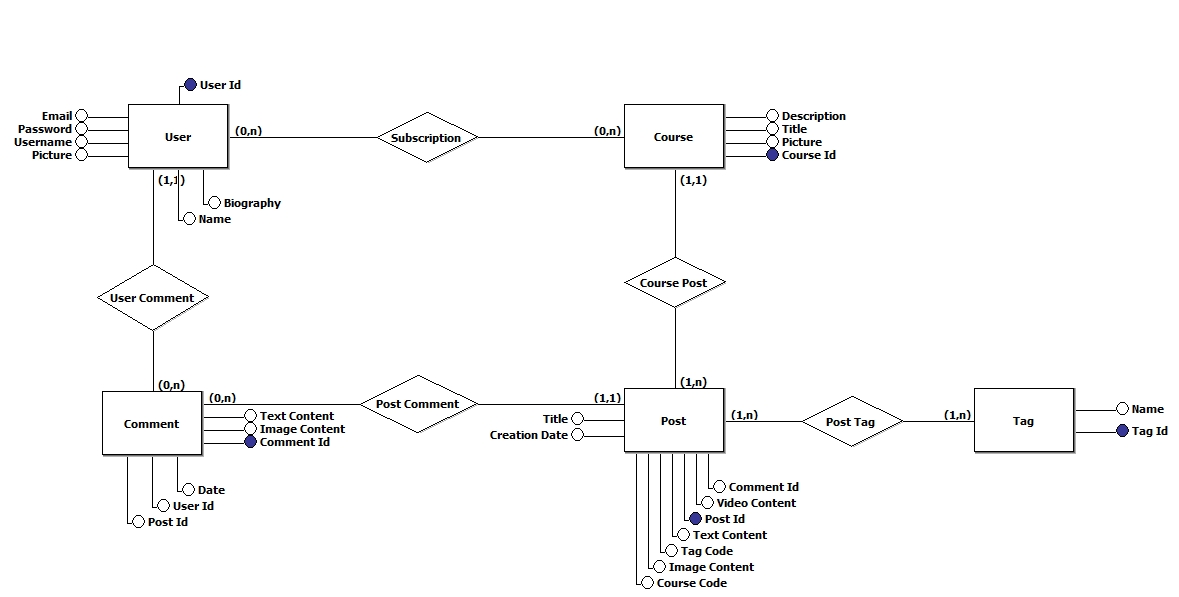 User Id
Email
Password
Username
Picture
User
(0,n)
Subscription
(0,n)
Course
Description
Title
Picture
Course Id
(1,1)
Biography
Name
(1,1)
User Comment
Course Post
(0,n)
(1,n)
Comment
(0,n)
Post Comment
(1,1)
Post
(1,n)
Post Tag
(1,n)
Tag
Name
Tag Id
Text Content
Image Content
Comment Id
Title
Creation Date
Date
User Id
Post Id
Comment Id
Video Content
Post Id
Text Content
Tag Code
Image Content
Course Code